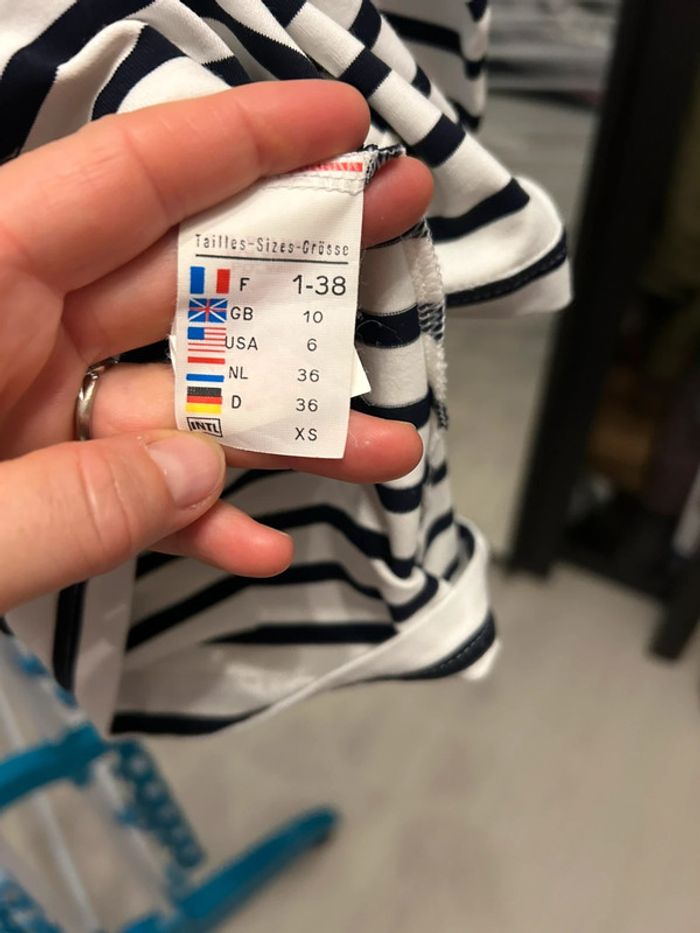 Tailles-Sizes-Grösse
F 1-38
GB 10
USA 6
NL 36
D 36
INTL XS